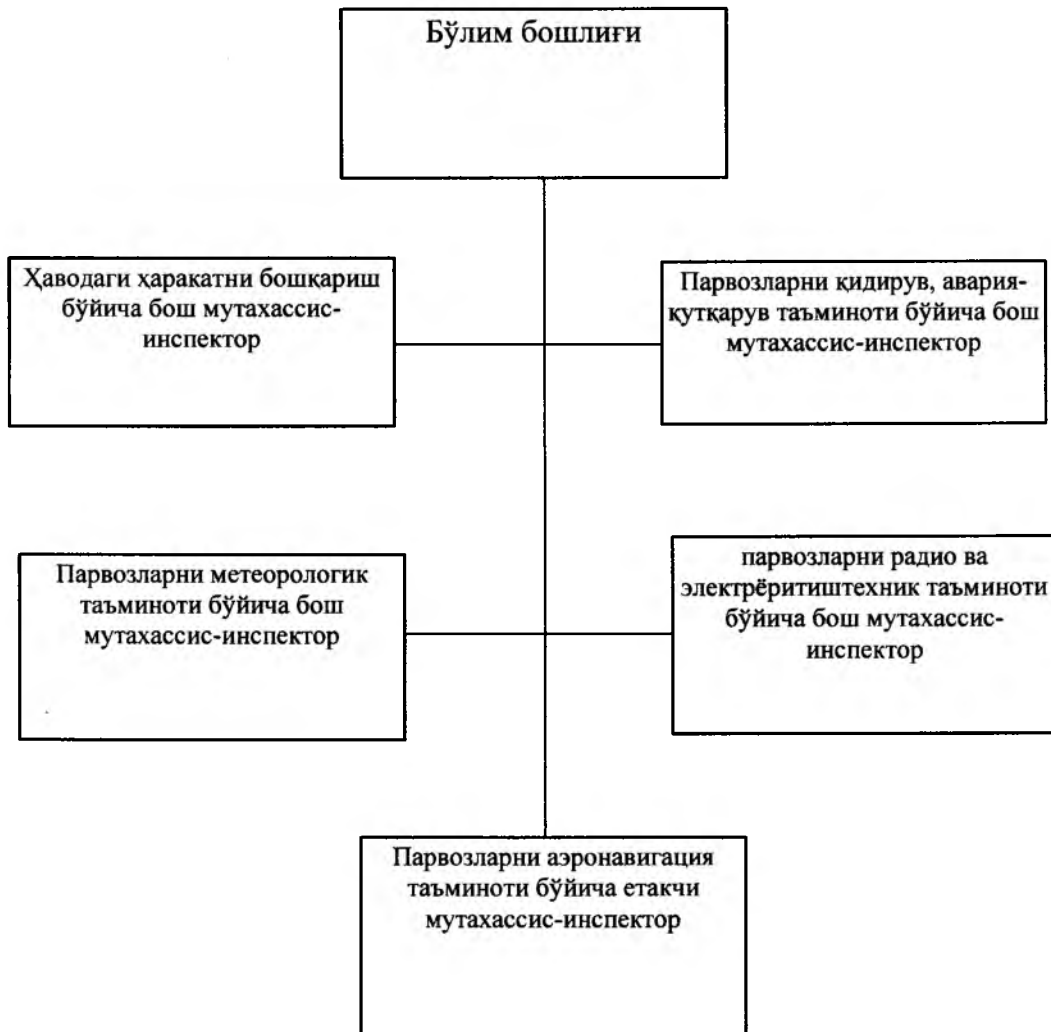 Бўлим бошлиғи
Ҳаводаги ҳаракатни бошқариш
бўйича бош мутахассис-
инспектор
Парвозларни қидирув, авария-
қутқарув таъминоти бўйича бош
мутахассис-инспектор
Парвозларни метеорологик
таъминоти бўйича бош
мутахассис-инспектор
парвозларни радио ва
электрёритиштехник таъминоти
бўйича бош мутахассис-
инспектор
Парвозларни аэронавигация
таъминоти бўйича етакчи
мутахассис-инспектор